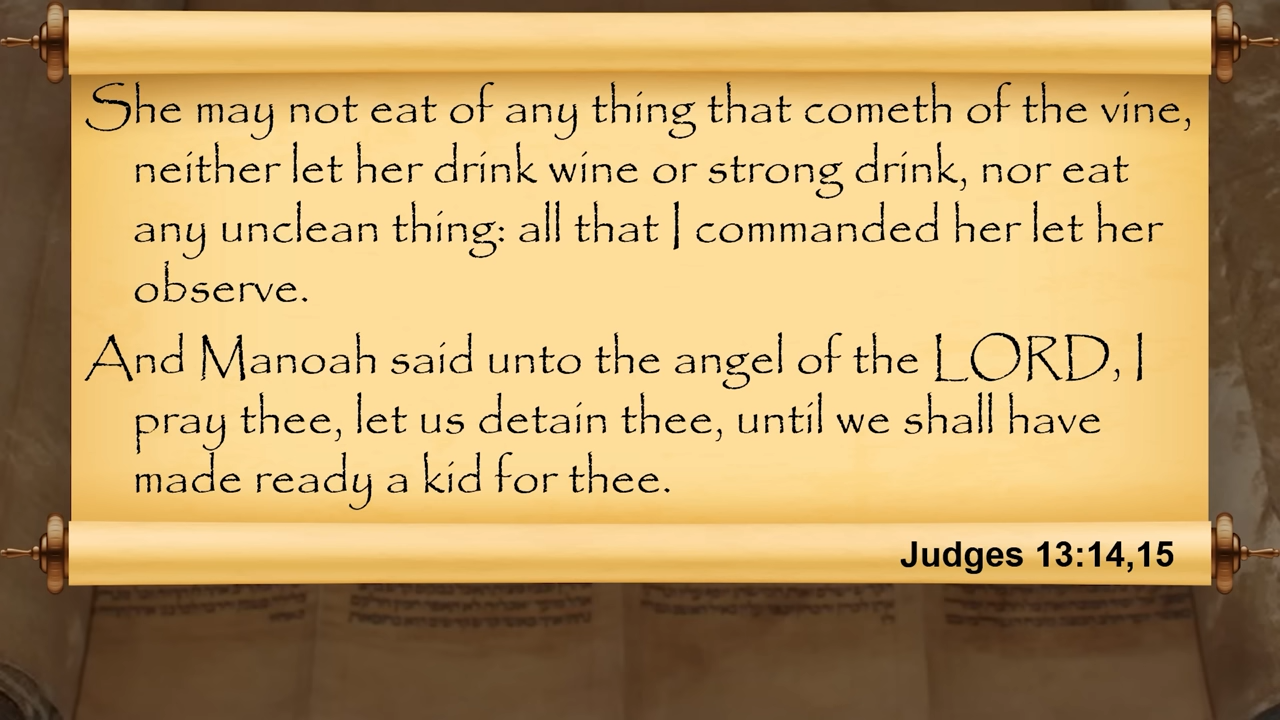 She may not eat of any thing that cometh of the vine,
neither let her drink wine or strong drink, nor eat
any unclean thing: all that I commanded her let her
observe.
And Manoah said unto the angel of the LORD, I
pray thee, let us detain thee, until we shall have
made ready a kid for thee.
Judges 13:14,15